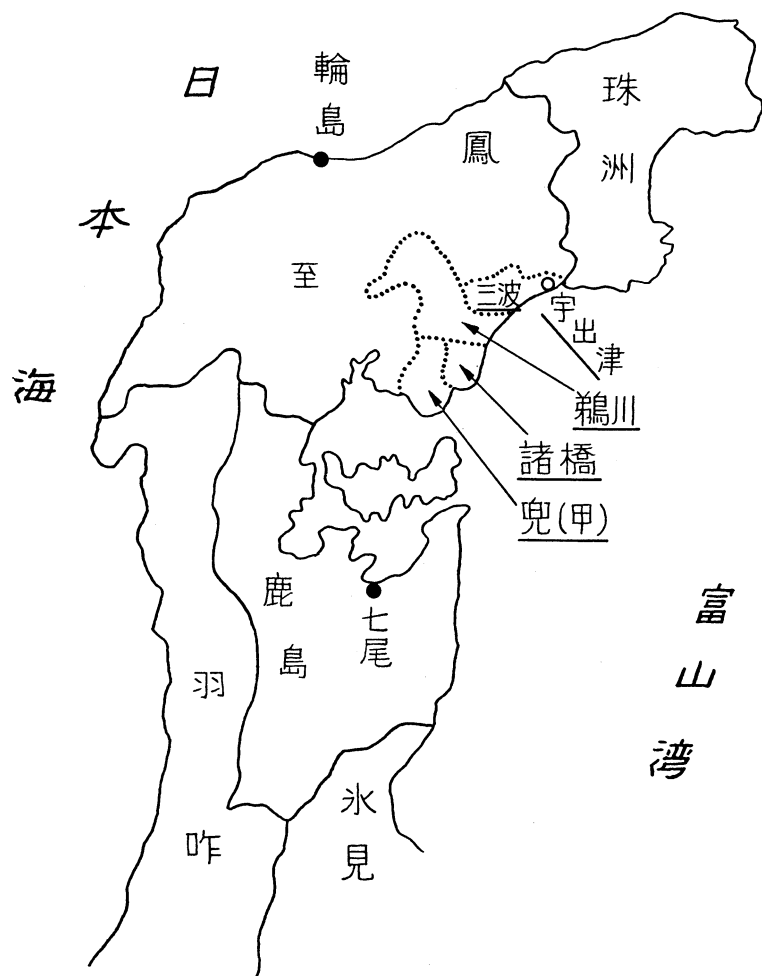 日本海
輪島
珠洲
鳳至
三波
宇出津
鵜川
諸橋
兜(甲)
鹿島
七尾
羽咋
氷見
富山湾